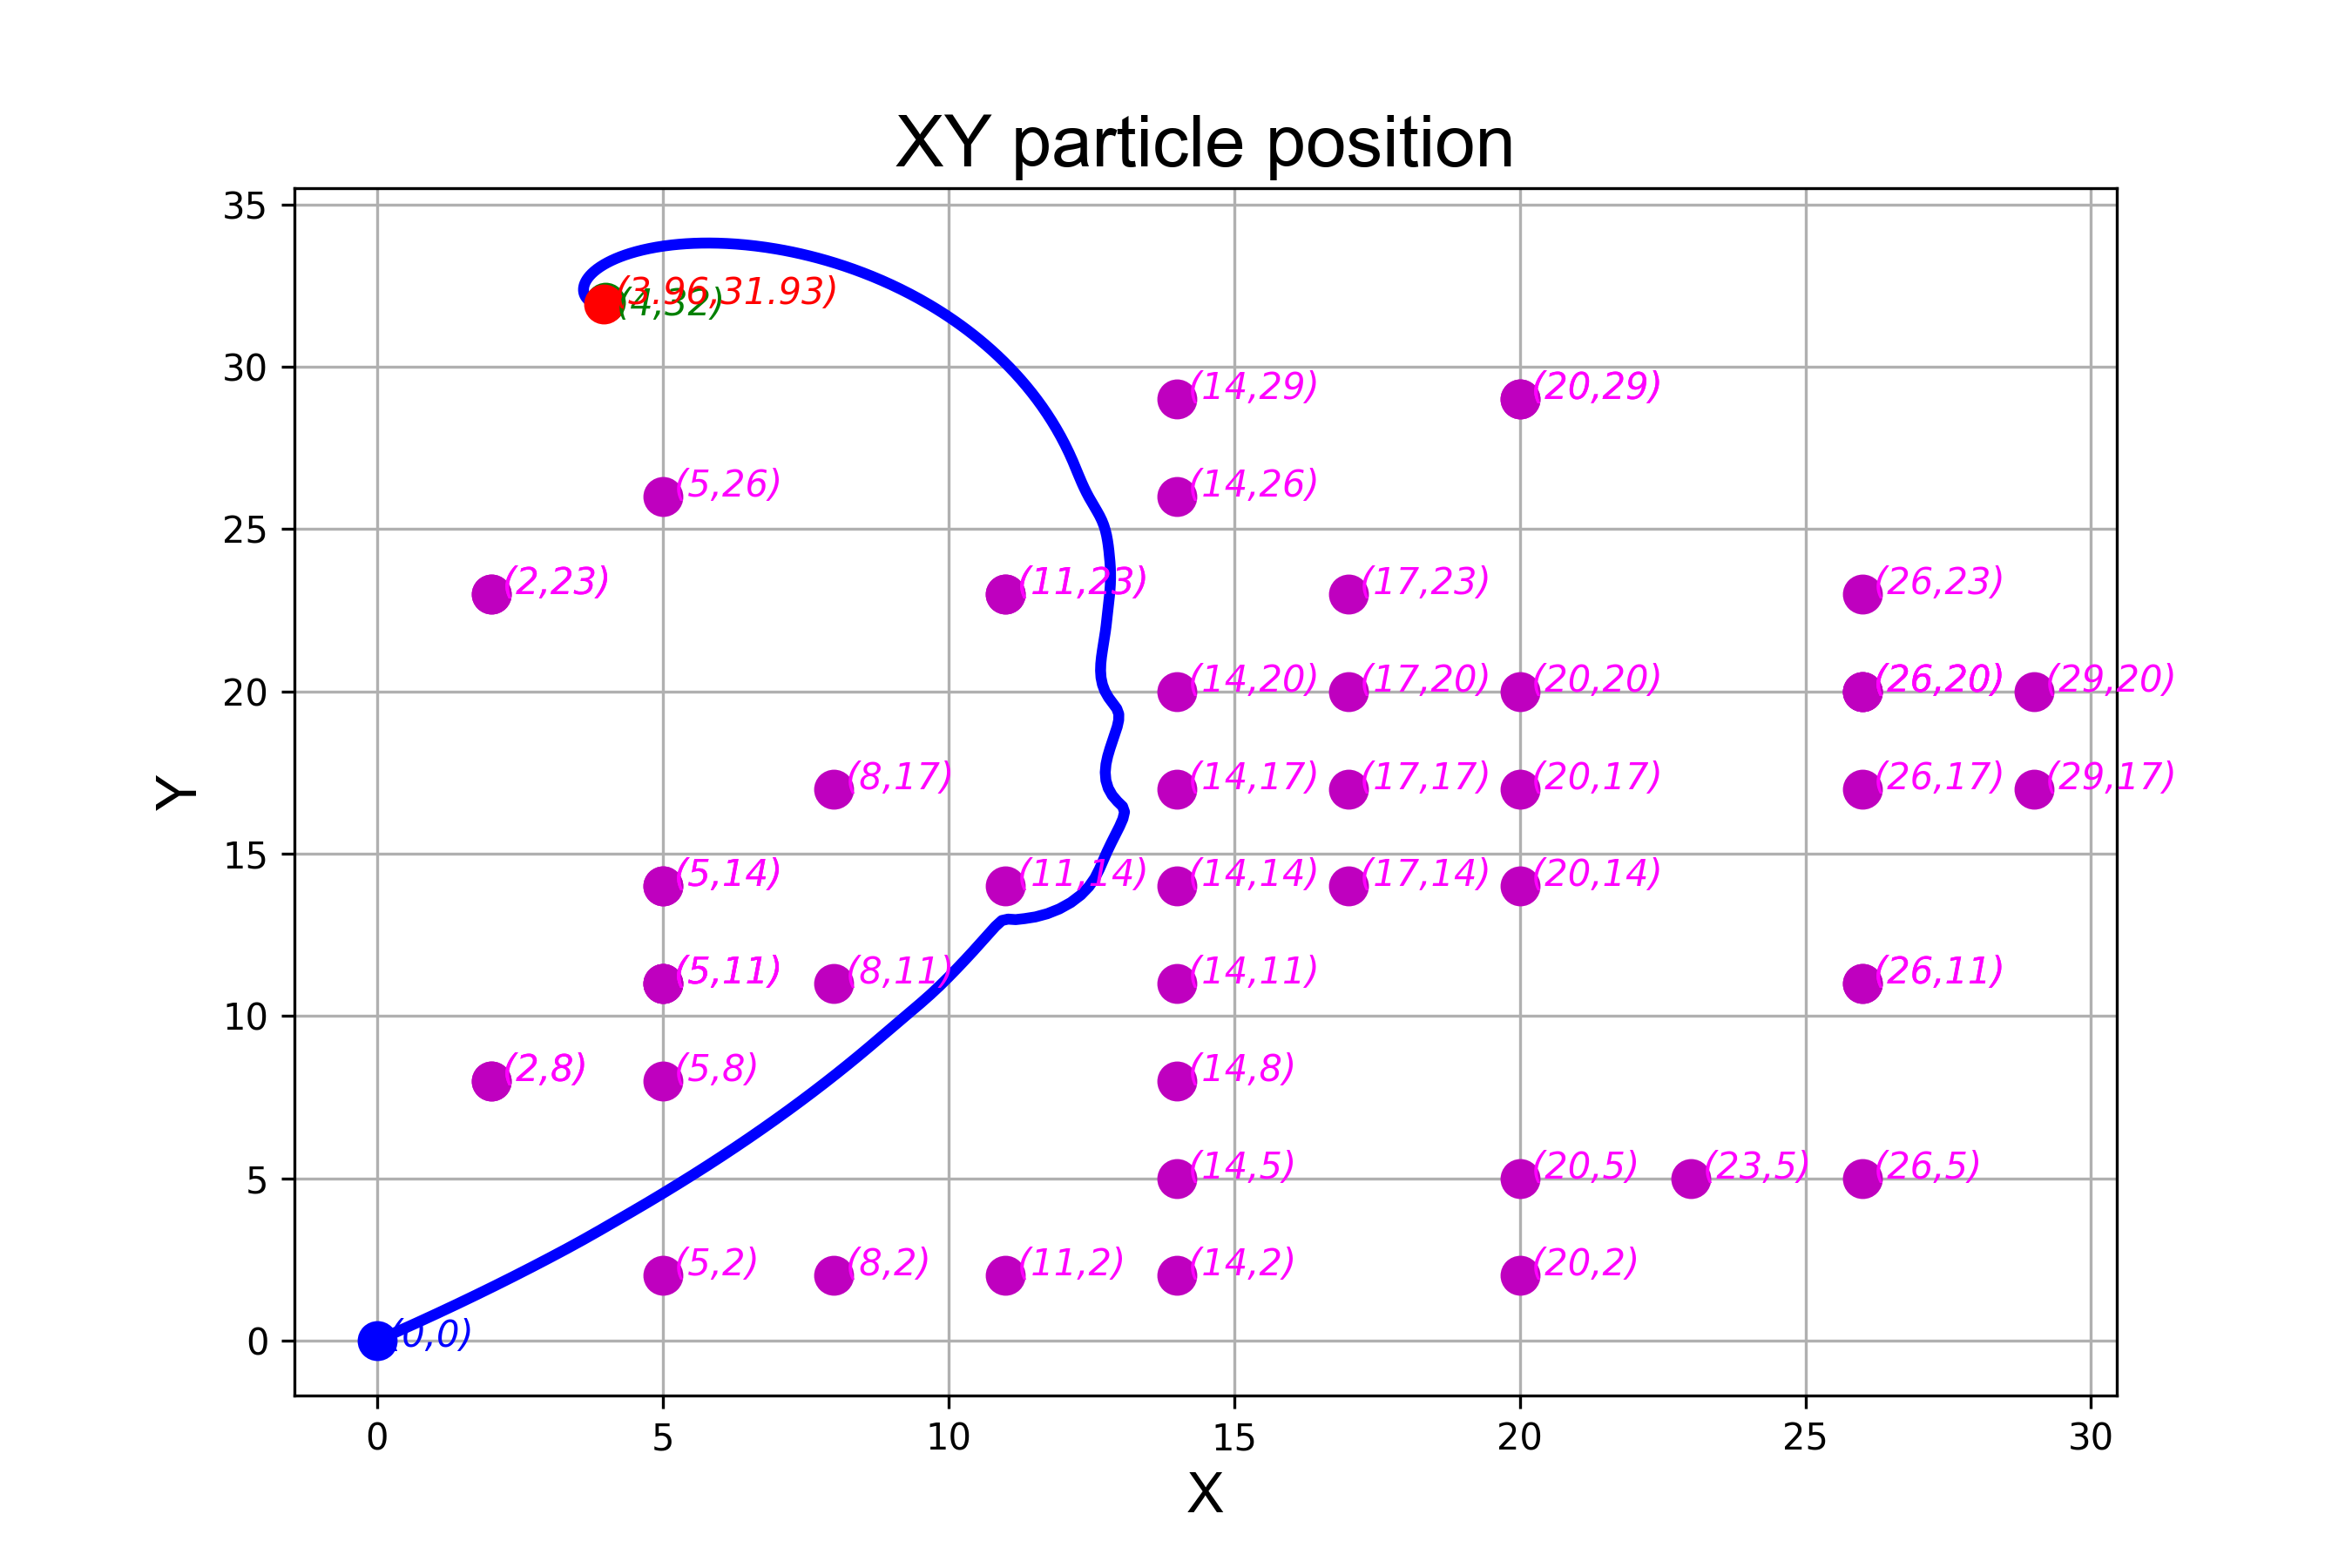 XY particle position
35
(3.96,31.93)
(4,32)
30
(14,29) (20,29)
(5,26) (14,26)
25
(2,23) (11,23) (17,23) (26,23)
20 (14,20) (17,20) (20,20) (26,20) (29,20)
Y
(8,17) (14,17) (17,17) (20,17) (26,17) (29,17)
15
(5,14) (11,14) (14,14) (17,14) (20,14)
(5,11) (8,11) (14,11) (26,11)
10
(2,8) (5,8) (14,8)
5 (14,5) (20,5) (23,5) (26,5)
(5,2) (8,2) (11,2) (14,2) (20,2)
0 (0,0)
0 5 10 15 20 25 30
X